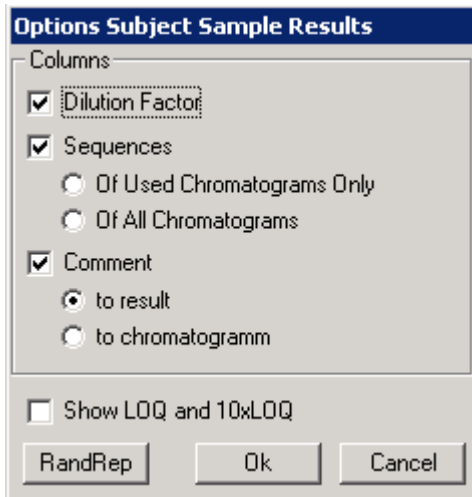 Options Subject Sample Results
Columns
Dilution Factor
Sequences
Of Used Chromatograms Only
Of All Chromatograms
Comment
to result
to chromatogramm
Show LOQ and 10xLOQ
RandRep Ok Cancel